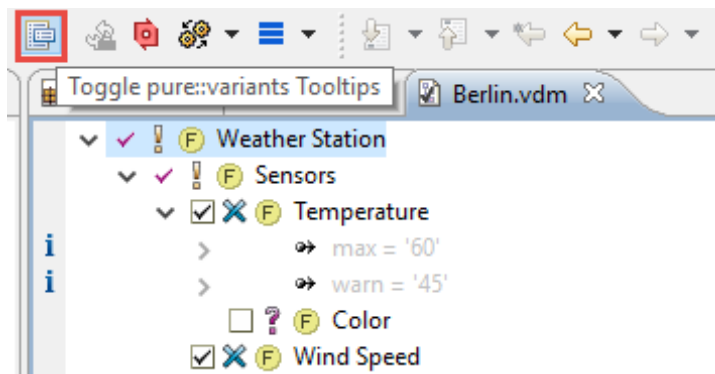 Toggle pure::variants Tooltips
Berlin.vdm
F Weather Station
F Sensors
F Temperature
i max = '60'
i warn = '45'
? F Color
F Wind Speed